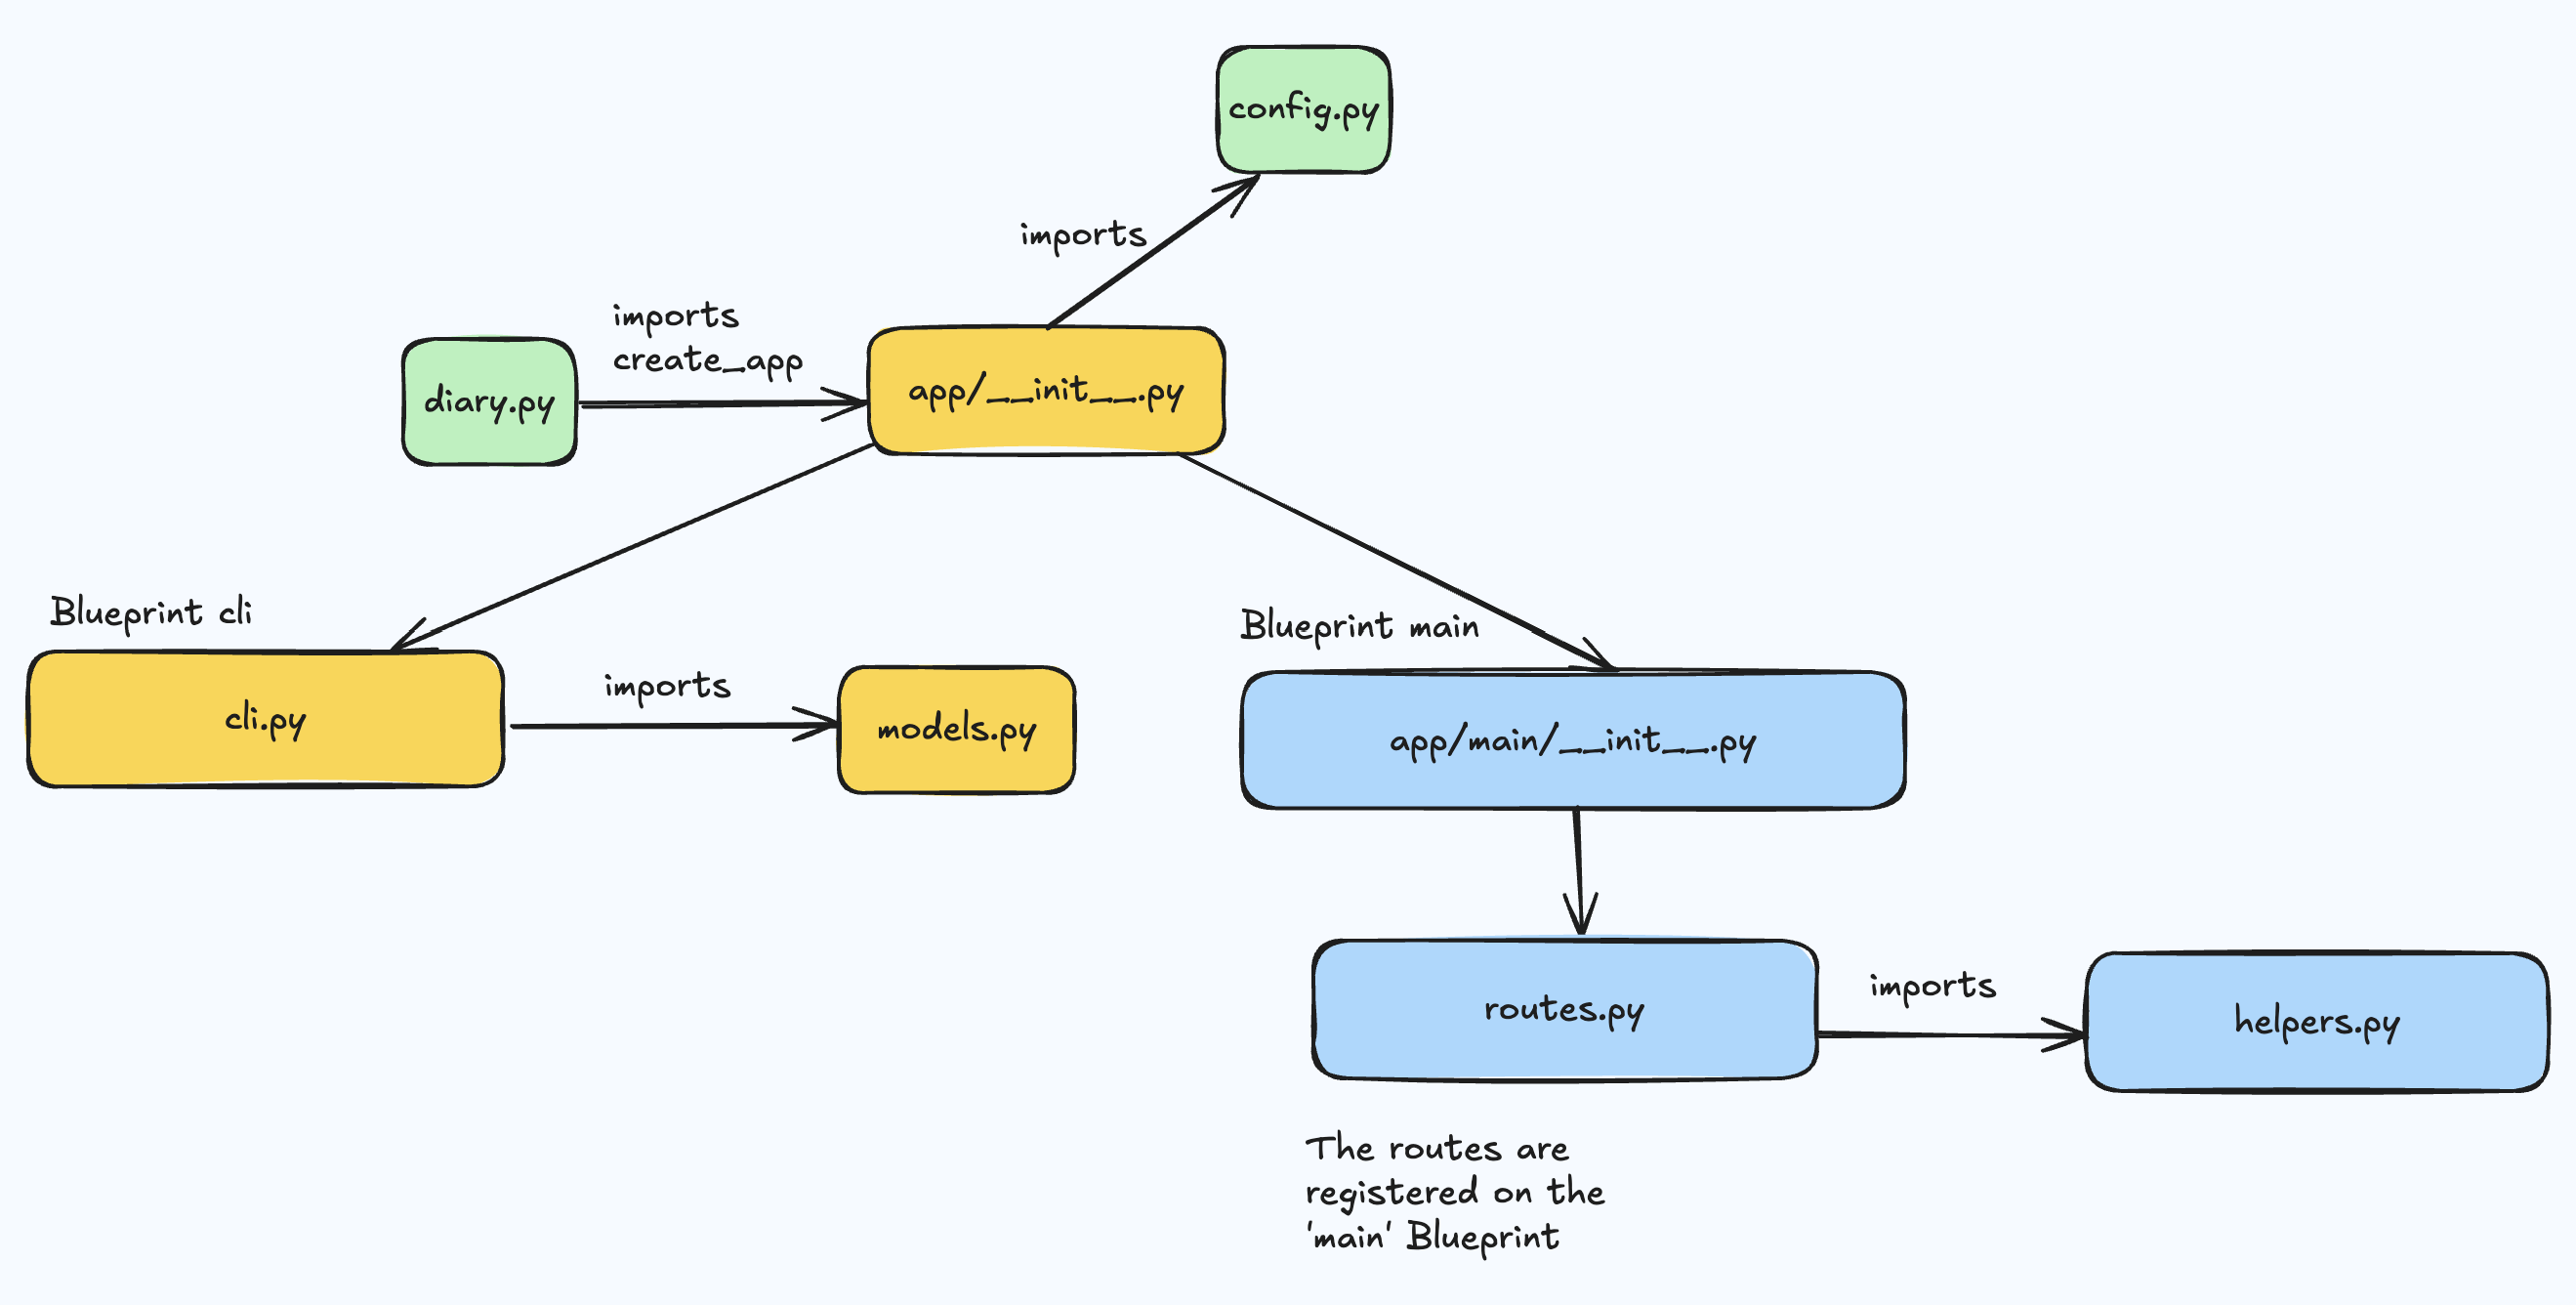 config.py
imports
imports
create_app
diary.py
app/__init__.py
Blueprint cli
Blueprint main
cli.py
imports
models.py
app/main/__init__.py
routes.py
imports
helpers.py
The routes are
registered on the
'main' Blueprint